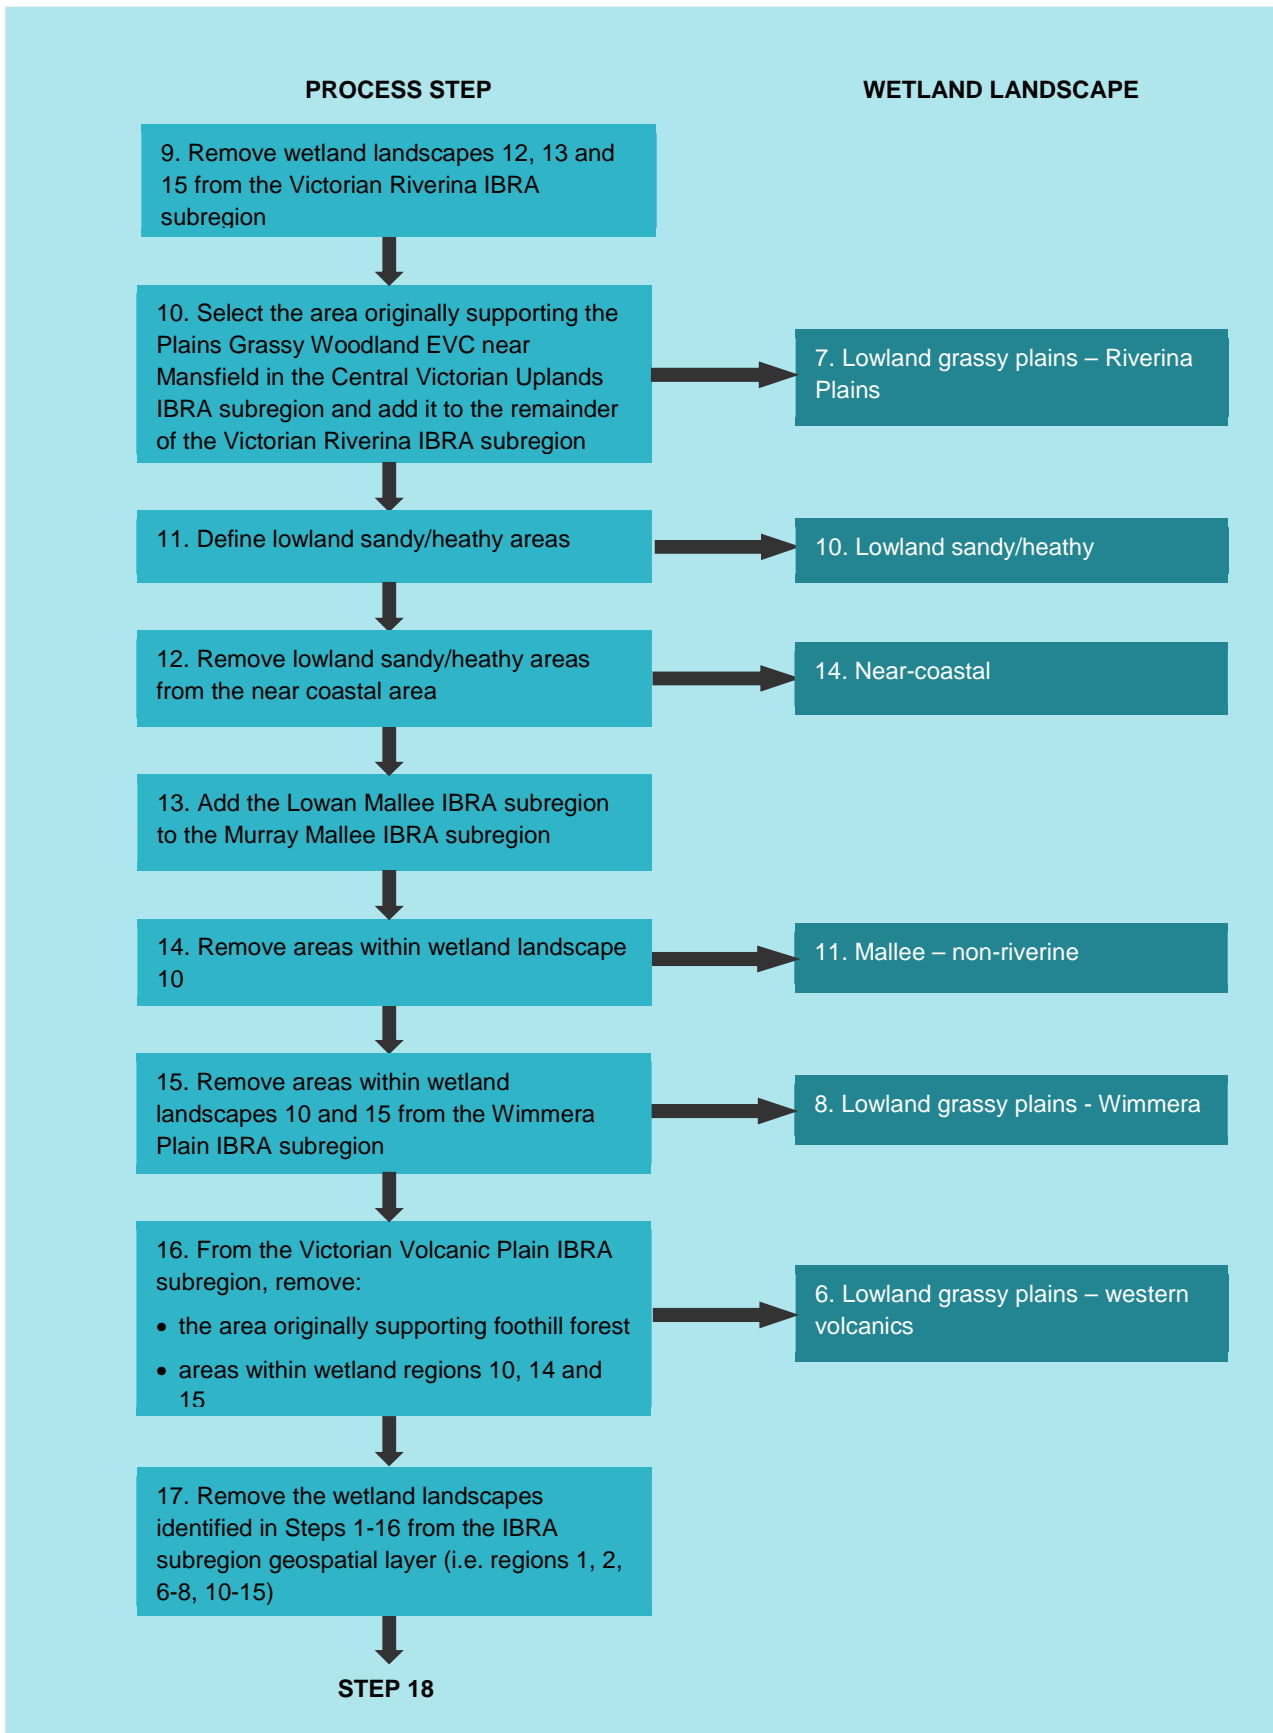 PROCESS STEP
WETLAND LANDSCAPE
9. Remove wetland landscapes 12, 13 and
15 from the Victorian Riverina IBRA
subregion
10. Select the area originally supporting the
Plains Grassy Woodland EVC near
Mansfield in the Central Victorian Uplands
IBRA subregion and add it to the remainder
of the Victorian Riverina IBRA subregion
7. Lowland grassy plains – Riverina
Plains
11. Define lowland sandy/heathy areas
10. Lowland sandy/heathy
12. Remove lowland sandy/heathy areas
from the near coastal area
14. Near-coastal
13. Add the Lowan Mallee IBRA subregion
to the Murray Mallee IBRA subregion
14. Remove areas within wetland landscape
10
11. Mallee – non-riverine
15. Remove areas within wetland
landscapes 10 and 15 from the Wimmera
Plain IBRA subregion
8. Lowland grassy plains - Wimmera
16. From the Victorian Volcanic Plain IBRA
subregion, remove:
• the area originally supporting foothill forest
• areas within wetland regions 10, 14 and
15
6. Lowland grassy plains – western
volcanics
17. Remove the wetland landscapes
identified in Steps 1-16 from the IBRA
subregion geospatial layer (i.e. regions 1, 2,
6-8, 10-15)
STEP 18